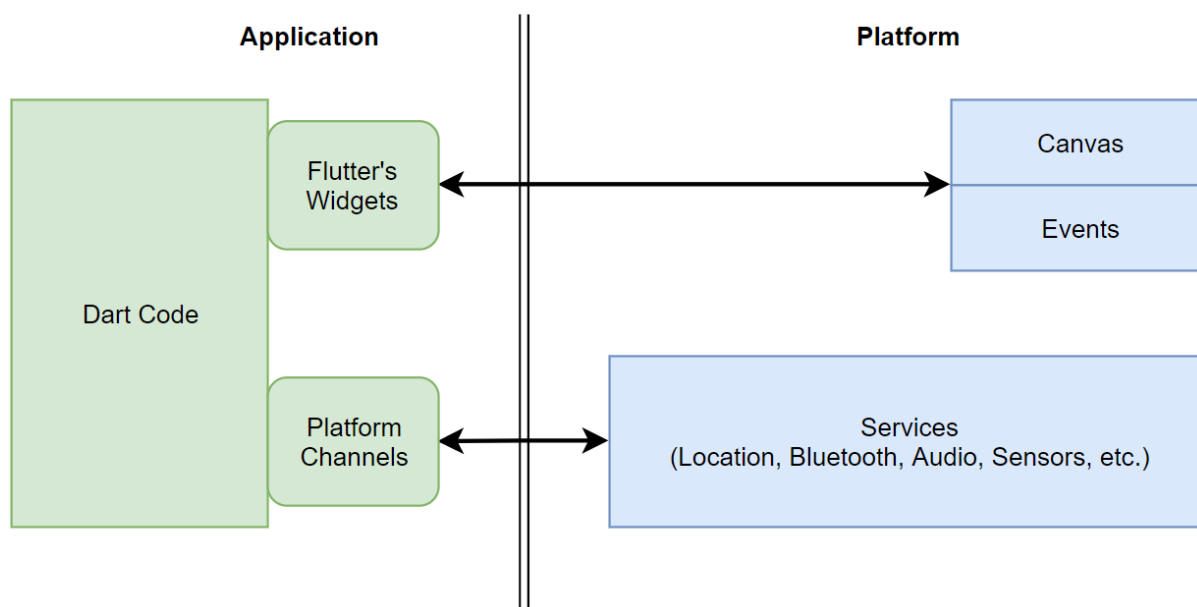 Application
Platform
Dart Code
Flutter's
Widgets
Canvas
Events
Platform
Channels
Services
(Location, Bluetooth, Audio, Sensors, etc.)